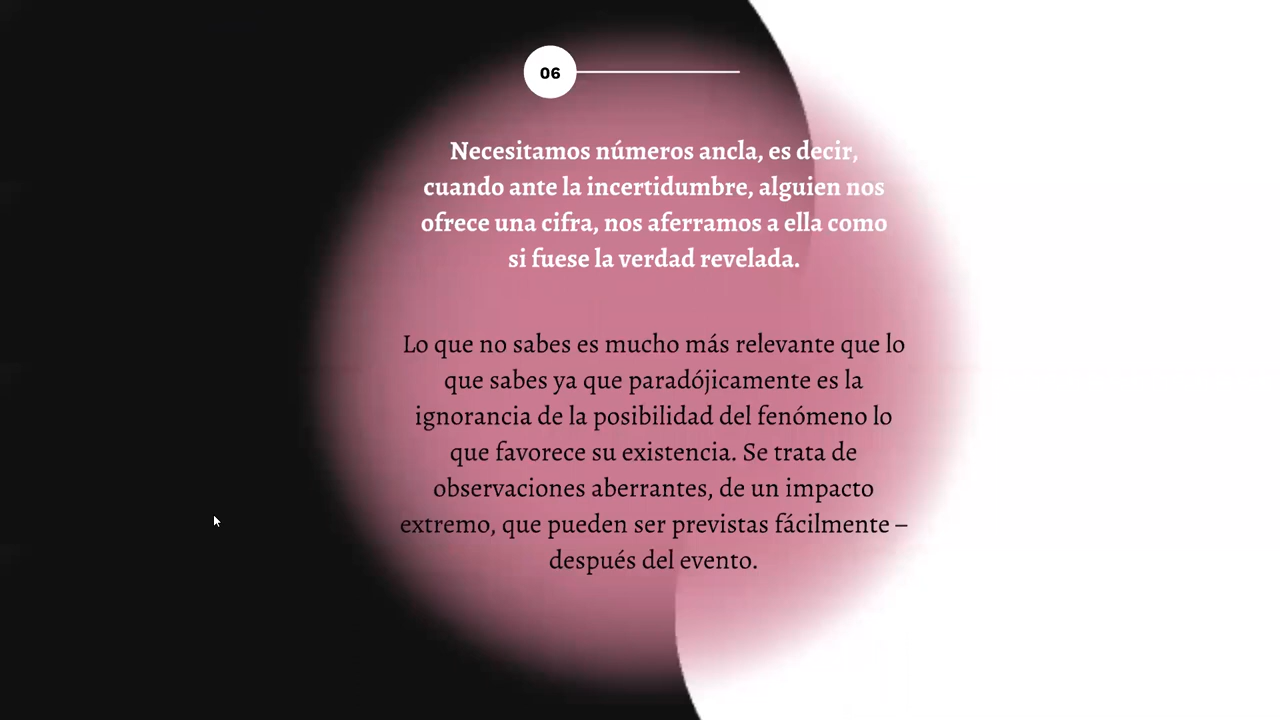 06
Necesitamos números ancla, es decir,
cuando ante la incertidumbre, alguien nos
ofrece una cifra, nos aferramos a ella como
si fuese la verdad revelada.
Lo que no sabes es mucho más relevante que lo
que sabes ya que paradójicamente es la
ignorancia de la posibilidad del fenómeno lo
que favorece su existencia. Se trata de
observaciones aberrantes, de un impacto
extremo, que pueden ser previstas fácilmente –
después del evento.